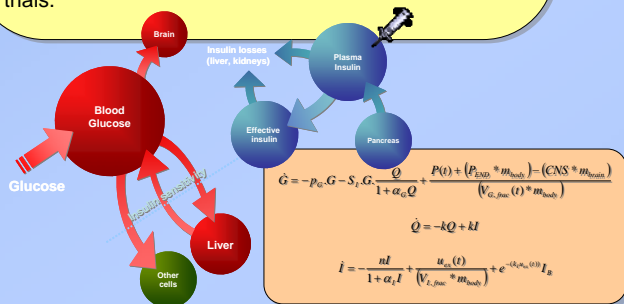 trials.
Brain
Insulin losses
(liver, kidneys)
Plasma
Insulin
Blood
Glucose
Effective
insulin
Pancreas
Glucose
Insulin sensitivity
Liver
Other
cells
Ġ = −p_G.G − S_I.G. Q / (1 + α_G Q) + (P(t) + (P_END * m_body) − (CNS * m_brain)) / (V_G,frac (t) * m_body)
Q̇ = −kQ + kI
İ = − nI / (1 + α_I I) + u_ex (t) / (V_I,frac * m_body) + e^−(k_I u_ex (t)) I_B